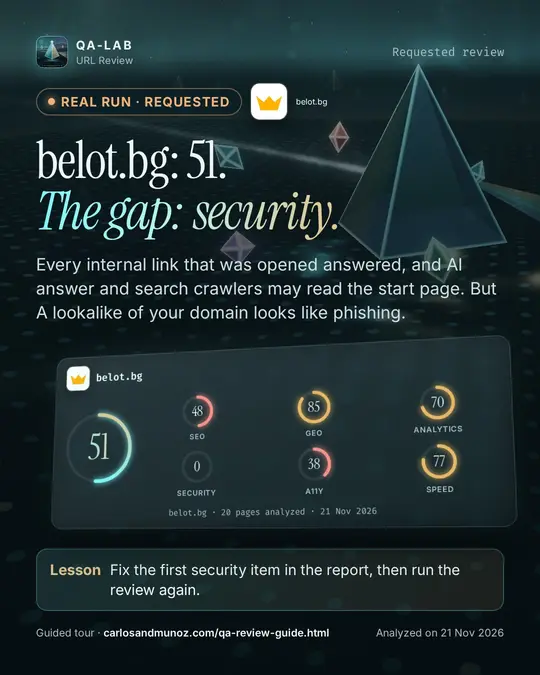 QA-LAB
URL Review
Requested review
REAL RUN · REQUESTED
belot.bg
belot.bg: 51.
The gap: security.
Every internal link that was opened answered, and AI
answer and search crawlers may read the start page. But
A lookalike of your domain looks like phishing.
belot.bg
51
48
SEO
85
GEO
70
ANALYTICS
0
SECURITY
38
A11Y
77
SPEED
belot.bg · 20 pages analyzed · 21 Nov 2026
Lesson Fix the first security item in the report, then run the
review again.
Guided tour · carlosandmunoz.com/qa-review-guide.html
Analyzed on 21 Nov 2026